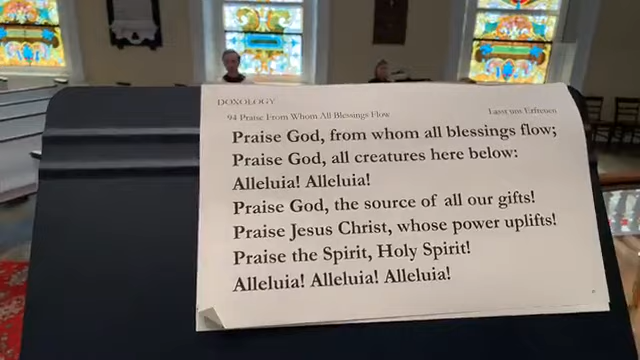 DOXOLOGY
94 Praise From Whom All Blessings Flow Lasst uns Erfreuen
Praise God, from whom all blessings flow;
Praise God, all creatures here below:
Alleluia! Alleluia!
Praise God, the source of all our gifts!
Praise Jesus Christ, whose power uplifts!
Praise the Spirit, Holy Spirit!
Alleluia! Alleluia! Alleluia!